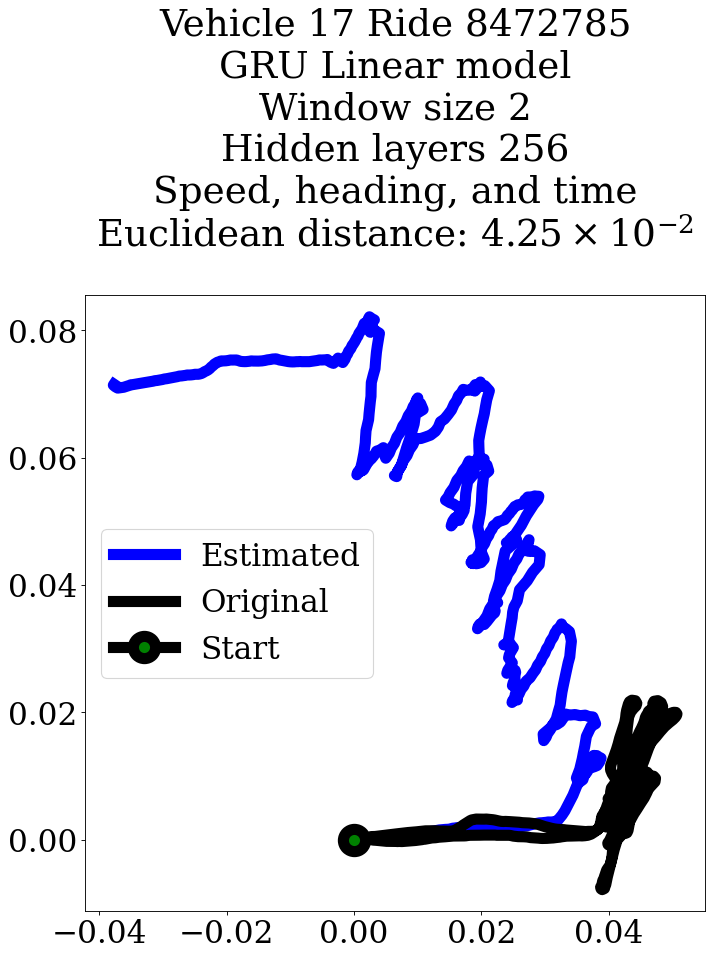 Vehicle 17 Ride 8472785
GRU Linear model
Window size 2
Hidden layers 256
Speed, heading, and time
Euclidean distance: 4.25 × 10⁻²
0.08
0.06
0.04
0.02
0.00
Estimated
Original
Start
−0.04 −0.02 0.00 0.02 0.04